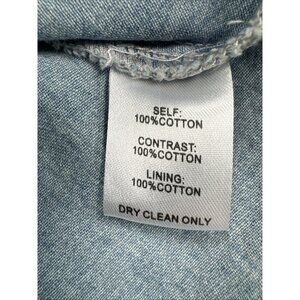 SELF:
100%COTTON
CONTRAST:
100%COTTON
LINING:
100%COTTON
DRY CLEAN ONLY